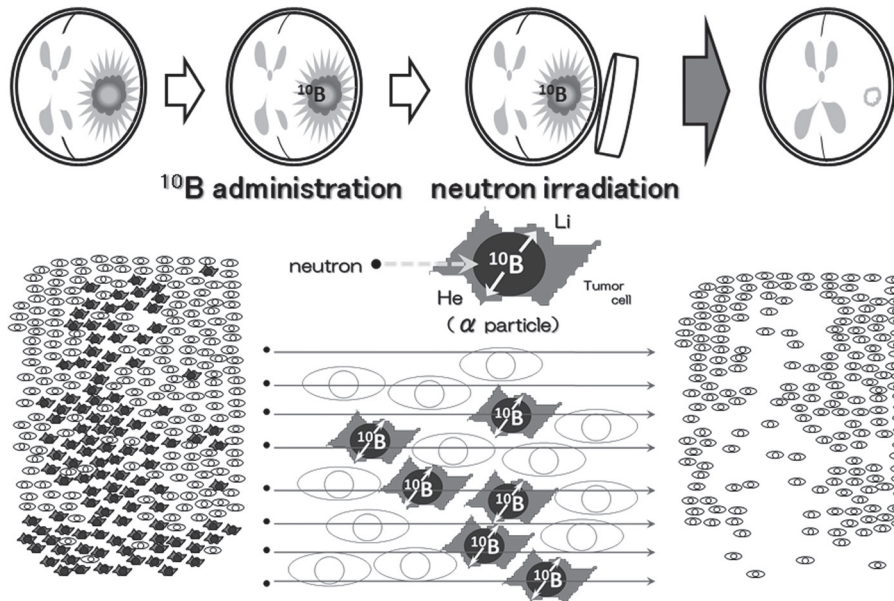 ¹⁰B ¹⁰B
¹⁰B administration neutron irradiation
Li
neutron ¹⁰B
He Tumor
cell
( α particle)
¹⁰B
¹⁰B
¹⁰B
¹⁰B
¹⁰B
¹⁰B